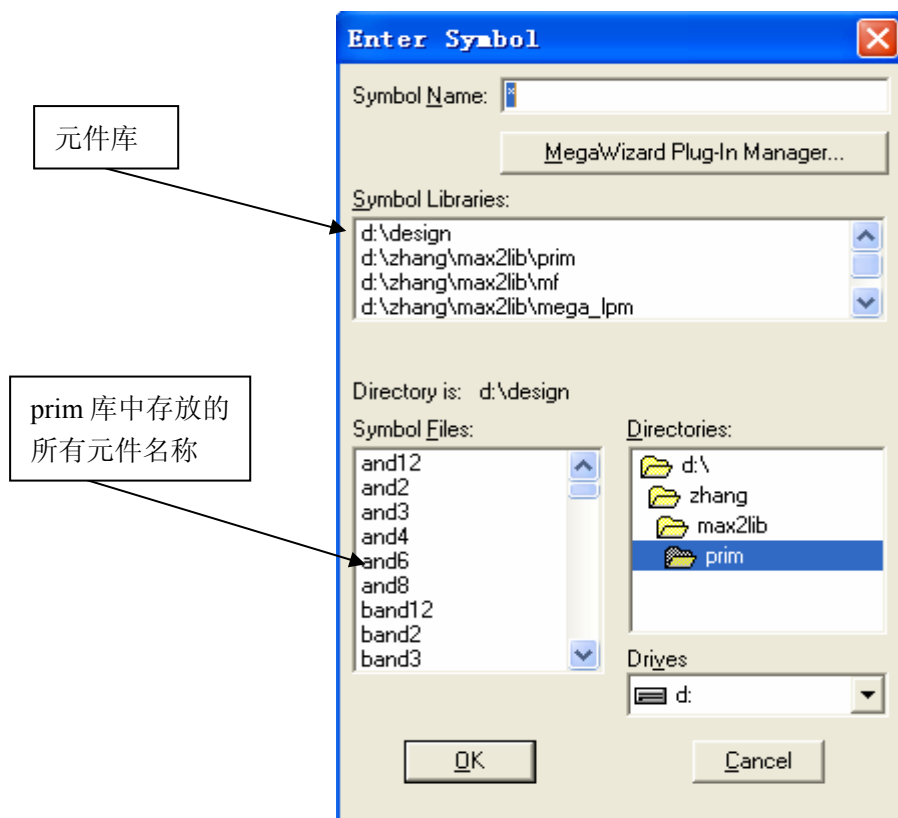 Enter Symbol
Symbol Name: *
元件库
MegaWizard Plug-In Manager...
Symbol Libraries:
d:\design
d:\zhang\max2lib\prim
d:\zhang\max2lib\mf
d:\zhang\max2lib\mega_lpm
Directory is: d:\design
prim 库中存放的
所有元件名称
Symbol Files:
and12
and2
and3
and4
and6
and8
band12
band2
band3
Directories:
d:\
zhang
max2lib
prim
Drives
d:
OK
Cancel